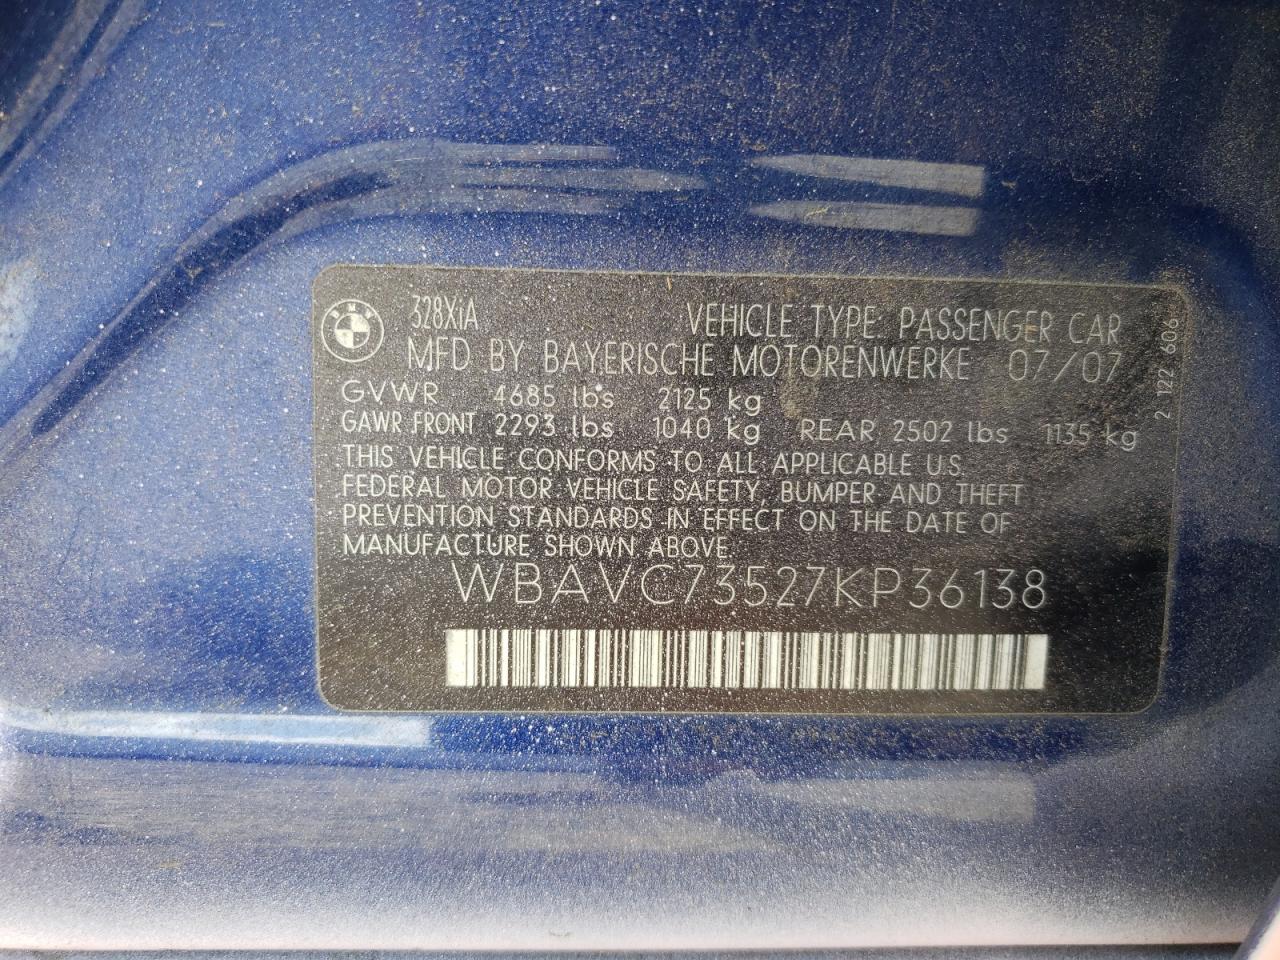 BMW
328XiA VEHICLE TYPE: PASSENGER CAR
MFD BY BAYERISCHE MOTORENWERKE 07/07
GVWR 4685 lbs 2125 kg
GAWR FRONT 2293 lbs 1040 kg REAR 2502 lbs 1135 kg
THIS VEHICLE CONFORMS TO ALL APPLICABLE U.S.
FEDERAL MOTOR VEHICLE SAFETY, BUMPER AND THEFT
PREVENTION STANDARDS IN EFFECT ON THE DATE OF
MANUFACTURE SHOWN ABOVE.
WBAVC73527KP36138
2 122 606